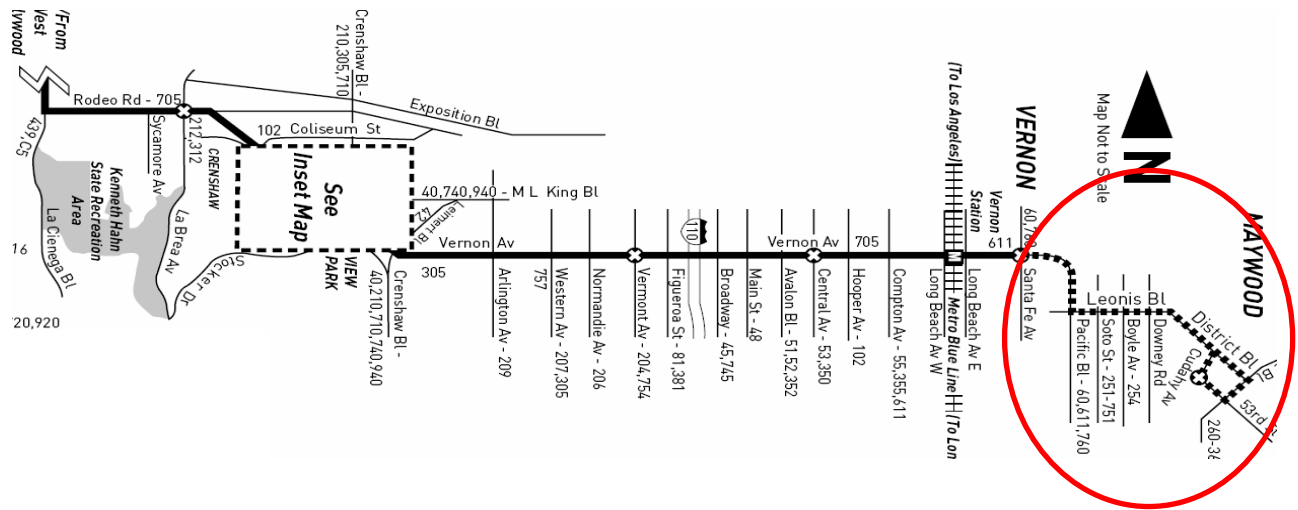 (From
Vest
lywood
Rodeo Rd - 705
439,C5
La Cienega Bl
16
20,920
Kenneth Hahn
State Recreation
Area
Sycamore Av
212,312
CRENSHAW
La Brea Av
Stocker Dr
Crenshaw Bl -
210,305,710
Exposition Bl
102 Coliseum St
See
Inset Map
VIEW
PARK
40,740,940 - M L King Bl
42
Leimert Bl
Vernon Av
305
Crenshaw Bl -
40,210,710,740,940
Arlington Av - 209
757
Western Av - 207,305
Normandie Av - 206
Vermont Av - 204,754
Figueroa St - 81,381
110
Broadway - 45,745
Main St - 48
Vernon Av 705
Avalon Bl - 51,52,352
Central Av - 53,350
Hooper Av - 102
Compton Av - 55,355,611
Long Beach Av W
(To Los Angeles)
M
Metro Blue Line
(To Lon
Long Beach Av E
Vernon
Station
611
VERNON
60,760
Santa Fe Av
Map Not to Scale
N
MAYWOOD
Leonis Bl
Pacific Bl - 60,611,760
Soto St - 251-751
Boyle Av - 254
Downey Rd
District Bl
Cudahy Av
53rd
260-36